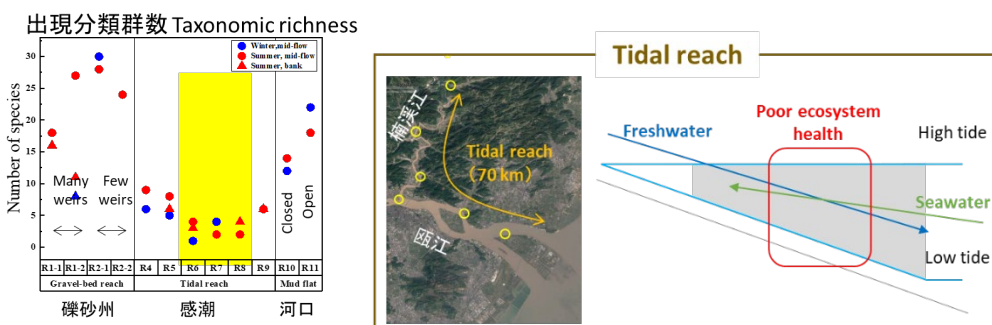 出現分類群数 Taxonomic richness
Number of species
30
25
20
15
10
5
0
Winter,mid-flow
Summer, mid-flow
Summer, bank
Many weirs
Few weirs
Closed
Open
R1-1 R1-2 R2-1 R2-2 R4 R5 R6 R7 R8 R9 R10 R11
Gravel-bed reach Tidal reach Mud flat
礫砂州 感潮 河口
Tidal reach
楠溪江
Tidal reach
(70 km)
瓯江
Freshwater
Poor ecosystem
health
High tide
Seawater
Low tide